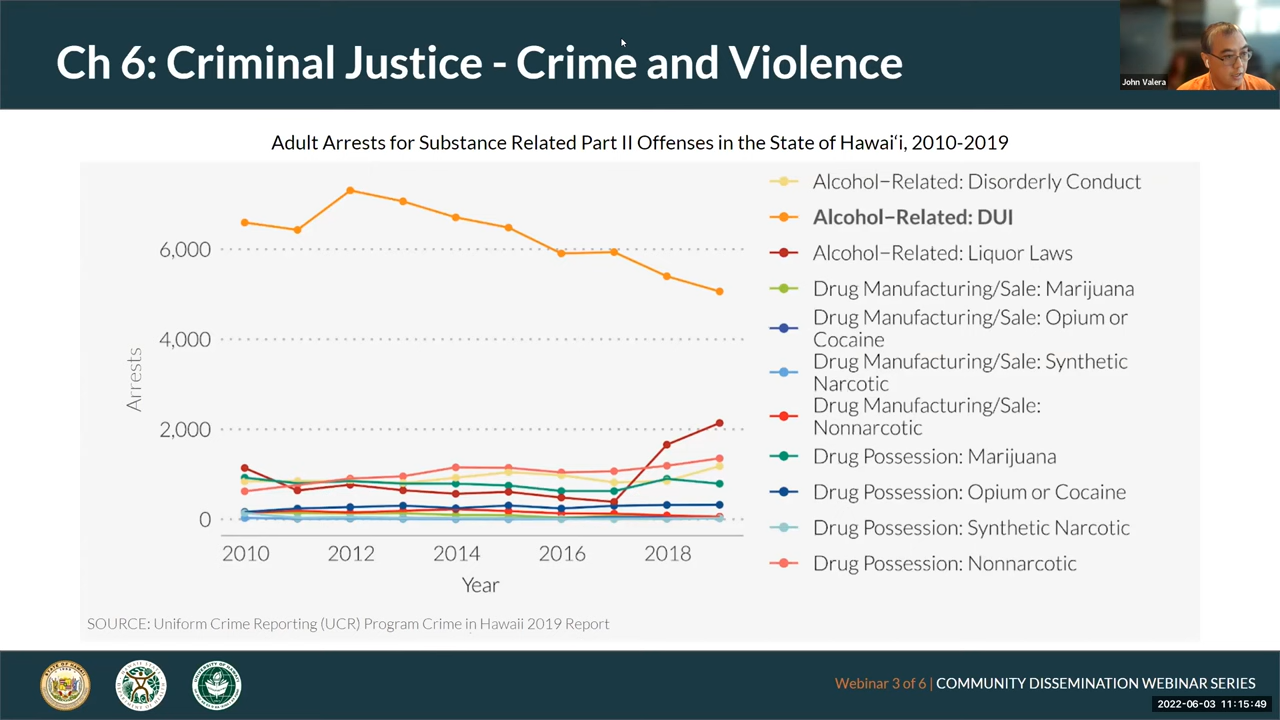 Ch 6: Criminal Justice - Crime and Violence
John Valera
Adult Arrests for Substance Related Part II Offenses in the State of Hawaiʻi, 2010-2019
Arrests
6,000
4,000
2,000
0
2010 2012 2014 2016 2018
Year
Alcohol−Related: Disorderly Conduct
Alcohol−Related: DUI
Alcohol−Related: Liquor Laws
Drug Manufacturing/Sale: Marijuana
Drug Manufacturing/Sale: Opium or
Cocaine
Drug Manufacturing/Sale: Synthetic
Narcotic
Drug Manufacturing/Sale:
Nonnarcotic
Drug Possession: Marijuana
Drug Possession: Opium or Cocaine
Drug Possession: Synthetic Narcotic
Drug Possession: Nonnarcotic
SOURCE: Uniform Crime Reporting (UCR) Program Crime in Hawaii 2019 Report
Webinar 3 of 6 | COMMUNITY DISSEMINATION WEBINAR SERIES
2022-06-03 11:15:49